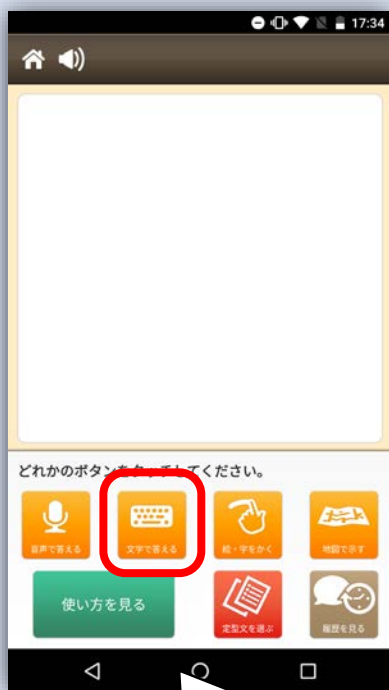 17:34
どれかのボタンをタッチしてください。
音声で答える 文字で答える 絵・字をかく 地図で示す
使い方を見る 定型文を選ぶ 履歴を見る